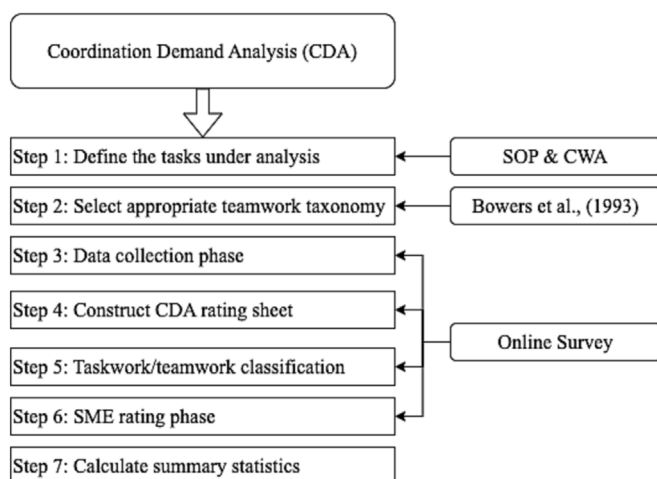 Coordination Demand Analysis (CDA)
Step 1: Define the tasks under analysis
SOP & CWA
Step 2: Select appropriate teamwork taxonomy
Bowers et al., (1993)
Step 3: Data collection phase
Step 4: Construct CDA rating sheet
Online Survey
Step 5: Taskwork/teamwork classification
Step 6: SME rating phase
Step 7: Calculate summary statistics